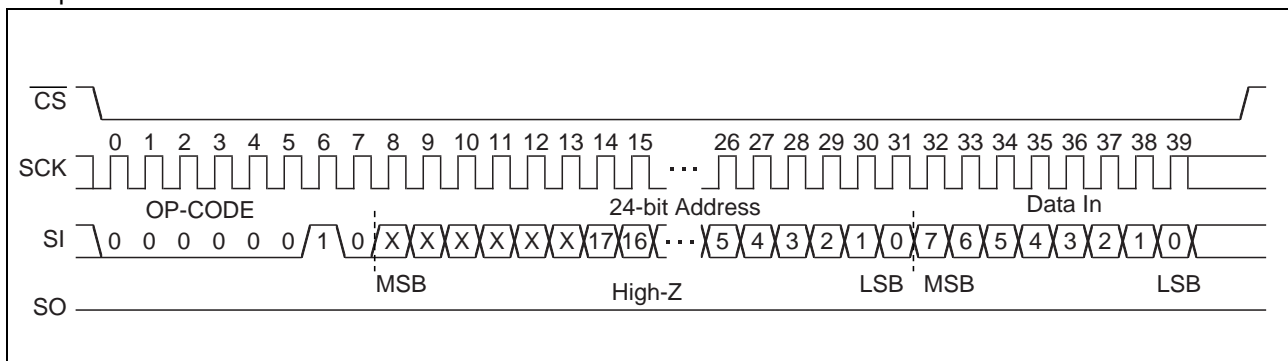 CS
0 1 2 3 4 5 6 7 8 9 10 11 12 13 14 15 26 27 28 29 30 31 32 33 34 35 36 37 38 39
SCK ···
OP-CODE 24-bit Address Data In
SI 0 0 0 0 0 0 1 0 X X X X X X 17 16 ··· 5 4 3 2 1 0 7 6 5 4 3 2 1 0
MSB High-Z LSB MSB LSB
SO